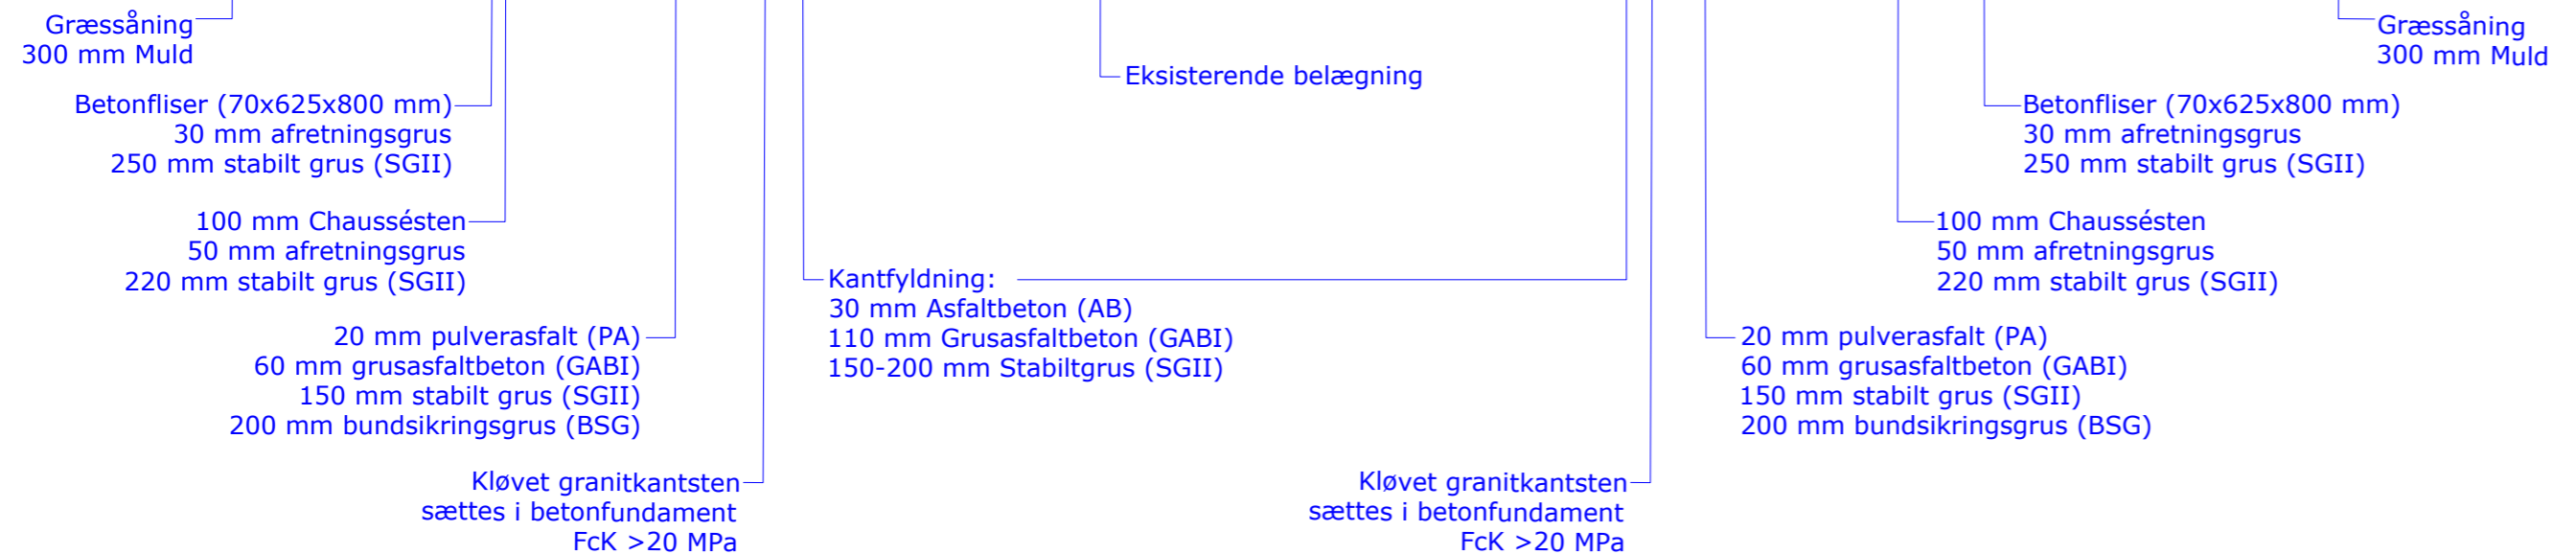 Græssåning
300 mm Muld
Betonfliser (70x625x800 mm)
30 mm afretningsgrus
250 mm stabilt grus (SGII)
100 mm Chaussésten
50 mm afretningsgrus
220 mm stabilt grus (SGII)
20 mm pulverasfalt (PA)
60 mm grusasfaltbeton (GABI)
150 mm stabilt grus (SGII)
200 mm bundsikringsgrus (BSG)
Kløvet granitkantsten
sættes i betonfundament
FcK >20 MPa
Eksisterende belægning
Kantfyldning:
30 mm Asfaltbeton (AB)
110 mm Grusasfaltbeton (GABI)
150-200 mm Stabiltgrus (SGII)
Kløvet granitkantsten
sættes i betonfundament
FcK >20 MPa
Græssåning
300 mm Muld
Betonfliser (70x625x800 mm)
30 mm afretningsgrus
250 mm stabilt grus (SGII)
100 mm Chaussésten
50 mm afretningsgrus
220 mm stabilt grus (SGII)
20 mm pulverasfalt (PA)
60 mm grusasfaltbeton (GABI)
150 mm stabilt grus (SGII)
200 mm bundsikringsgrus (BSG)